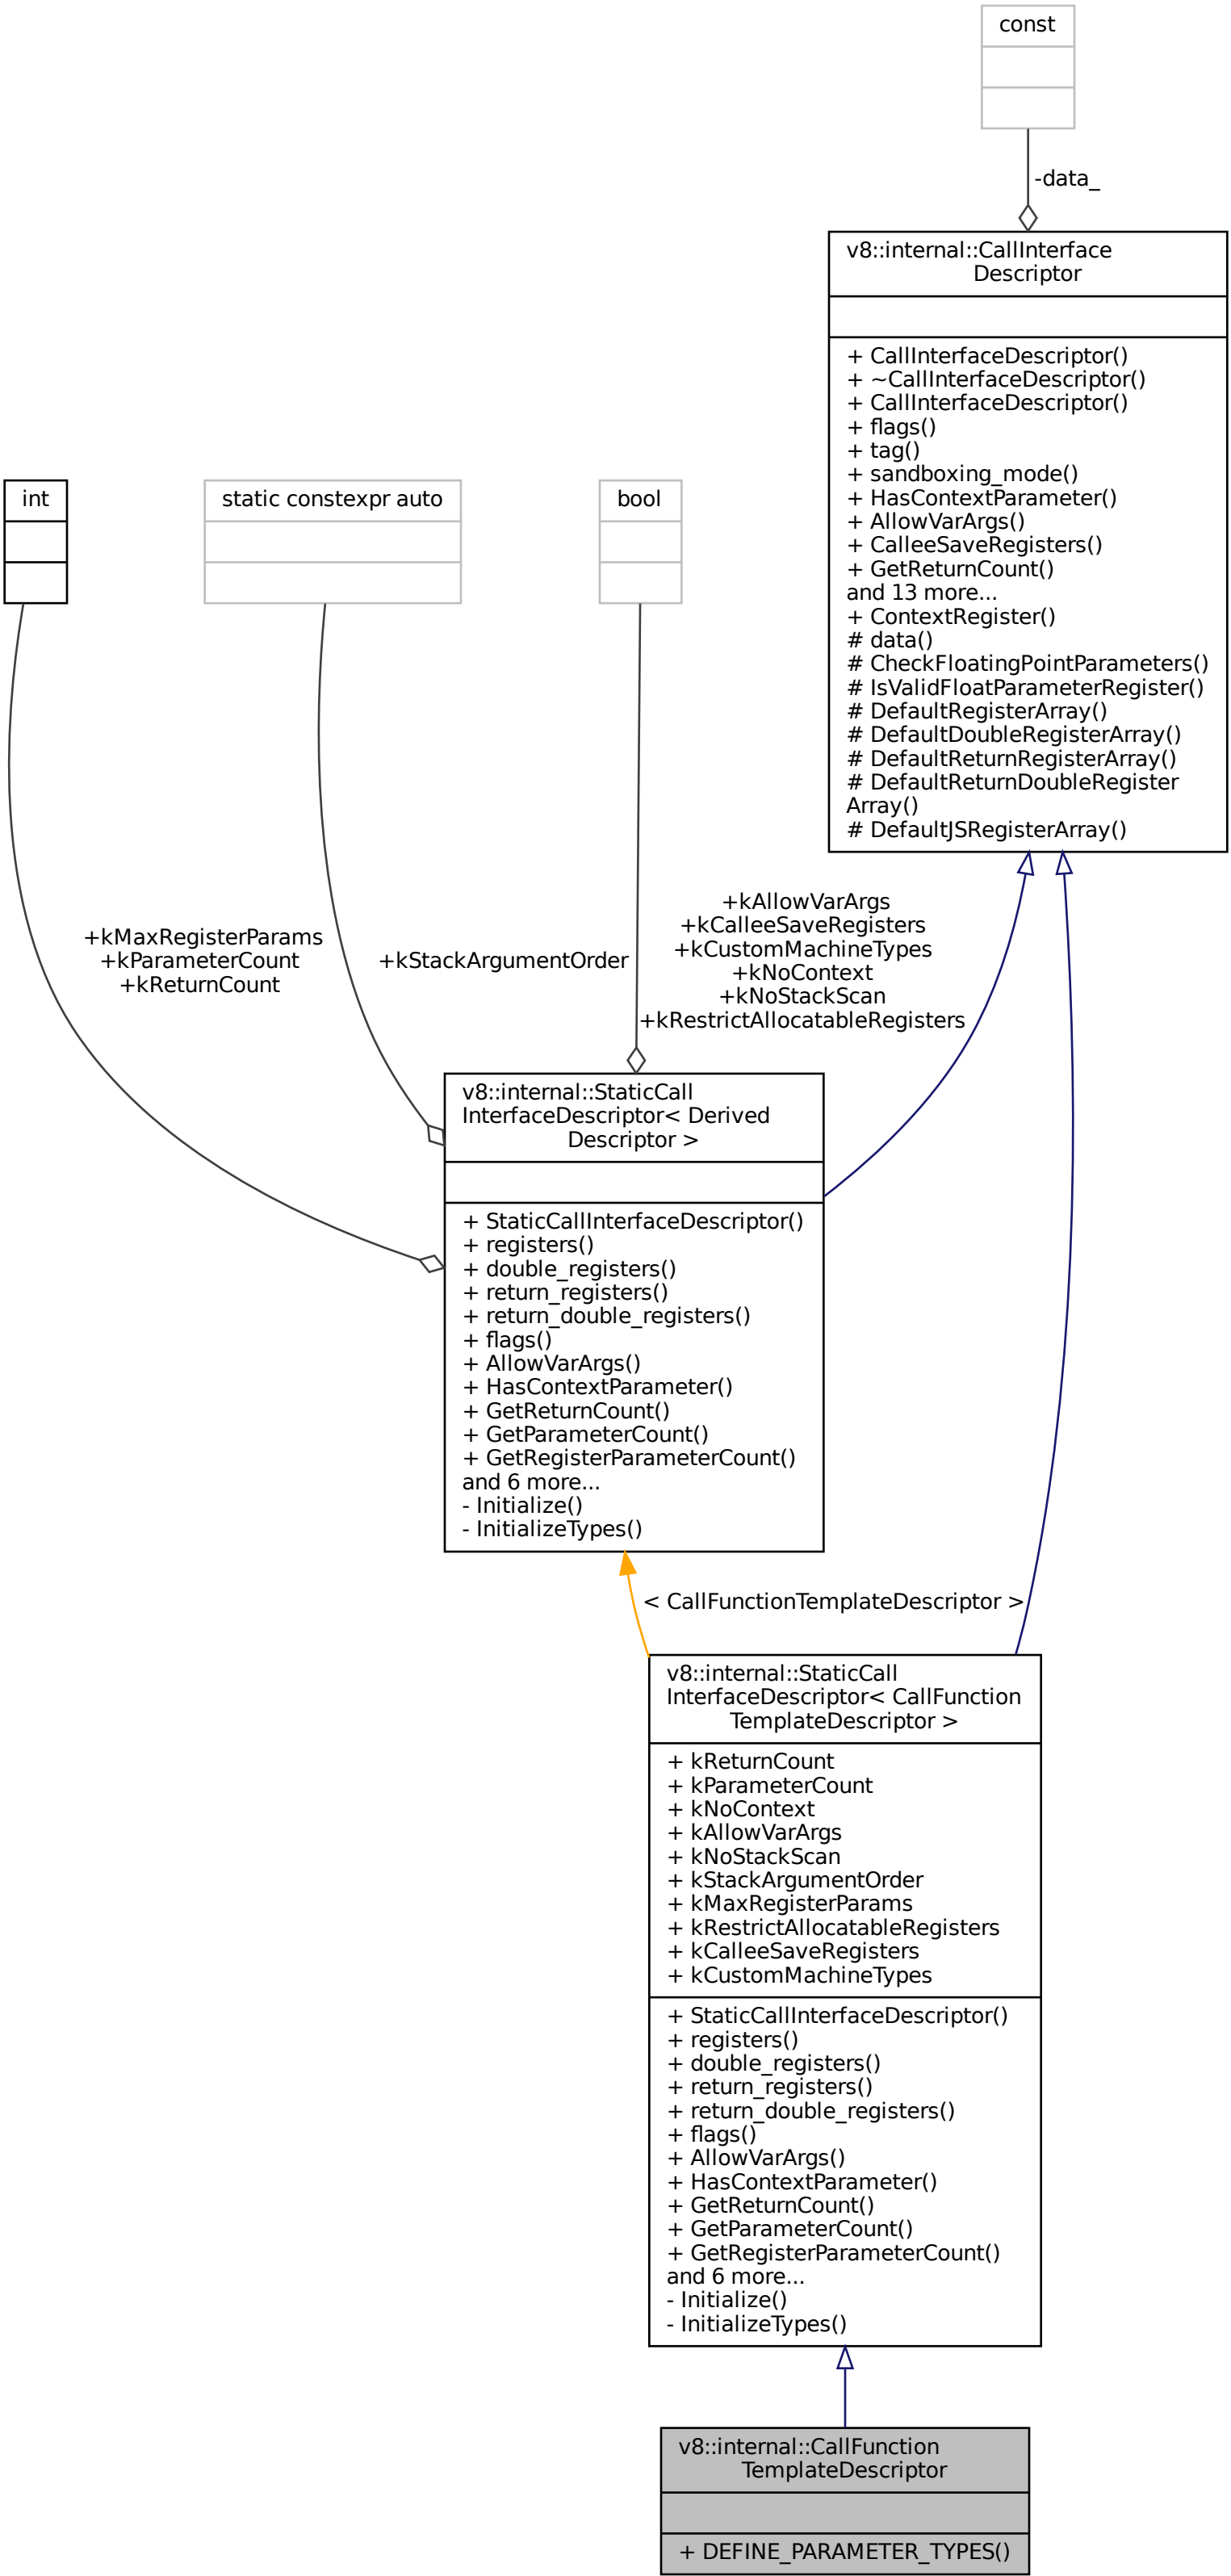 const
-data_
v8::internal::CallInterface
Descriptor
+ CallInterfaceDescriptor()
+ ~CallInterfaceDescriptor()
+ CallInterfaceDescriptor()
+ flags()
+ tag()
+ sandboxing_mode()
+ HasContextParameter()
+ AllowVarArgs()
+ CalleeSaveRegisters()
+ GetReturnCount()
and 13 more...
+ ContextRegister()
# data()
# CheckFloatingPointParameters()
# IsValidFloatParameterRegister()
# DefaultRegisterArray()
# DefaultDoubleRegisterArray()
# DefaultReturnRegisterArray()
# DefaultReturnDoubleRegister
Array()
# DefaultJSRegisterArray()
int
static constexpr auto
bool
+kMaxRegisterParams
+kParameterCount
+kReturnCount
+kStackArgumentOrder
+kAllowVarArgs
+kCalleeSaveRegisters
+kCustomMachineTypes
+kNoContext
+kNoStackScan
+kRestrictAllocatableRegisters
v8::internal::StaticCall
InterfaceDescriptor< Derived
Descriptor >
+ StaticCallInterfaceDescriptor()
+ registers()
+ double_registers()
+ return_registers()
+ return_double_registers()
+ flags()
+ AllowVarArgs()
+ HasContextParameter()
+ GetReturnCount()
+ GetParameterCount()
+ GetRegisterParameterCount()
and 6 more...
- Initialize()
- InitializeTypes()
< CallFunctionTemplateDescriptor >
v8::internal::StaticCall
InterfaceDescriptor< CallFunction
TemplateDescriptor >
+ kReturnCount
+ kParameterCount
+ kNoContext
+ kAllowVarArgs
+ kNoStackScan
+ kStackArgumentOrder
+ kMaxRegisterParams
+ kRestrictAllocatableRegisters
+ kCalleeSaveRegisters
+ kCustomMachineTypes
+ StaticCallInterfaceDescriptor()
+ registers()
+ double_registers()
+ return_registers()
+ return_double_registers()
+ flags()
+ AllowVarArgs()
+ HasContextParameter()
+ GetReturnCount()
+ GetParameterCount()
+ GetRegisterParameterCount()
and 6 more...
- Initialize()
- InitializeTypes()
v8::internal::CallFunction
TemplateDescriptor
+ DEFINE_PARAMETER_TYPES()